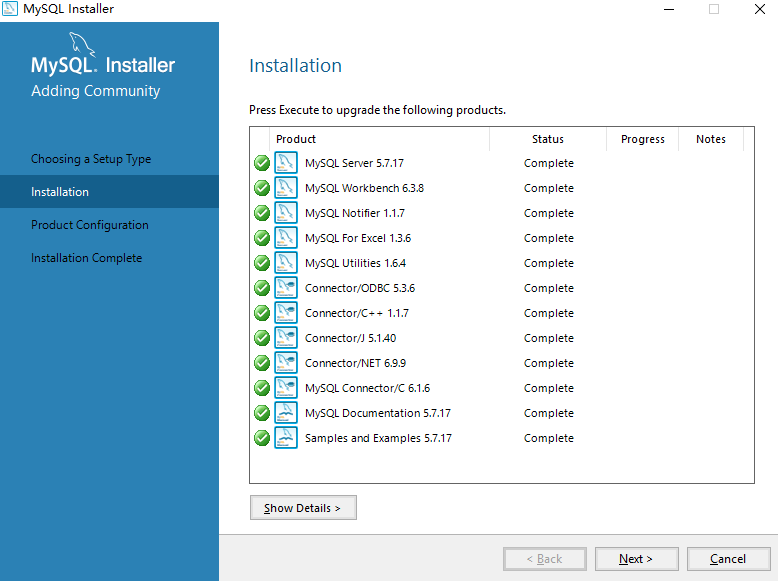 MySQL Installer
MySQL. Installer
Adding Community
Choosing a Setup Type
Installation
Product Configuration
Installation Complete
Installation
Press Execute to upgrade the following products.
Product Status Progress Notes
MySQL Server 5.7.17 Complete
MySQL Workbench 6.3.8 Complete
MySQL Notifier 1.1.7 Complete
MySQL For Excel 1.3.6 Complete
MySQL Utilities 1.6.4 Complete
Connector/ODBC 5.3.6 Complete
Connector/C++ 1.1.7 Complete
Connector/J 5.1.40 Complete
Connector/NET 6.9.9 Complete
MySQL Connector/C 6.1.6 Complete
MySQL Documentation 5.7.17 Complete
Samples and Examples 5.7.17 Complete
Show Details >
< Back Next > Cancel